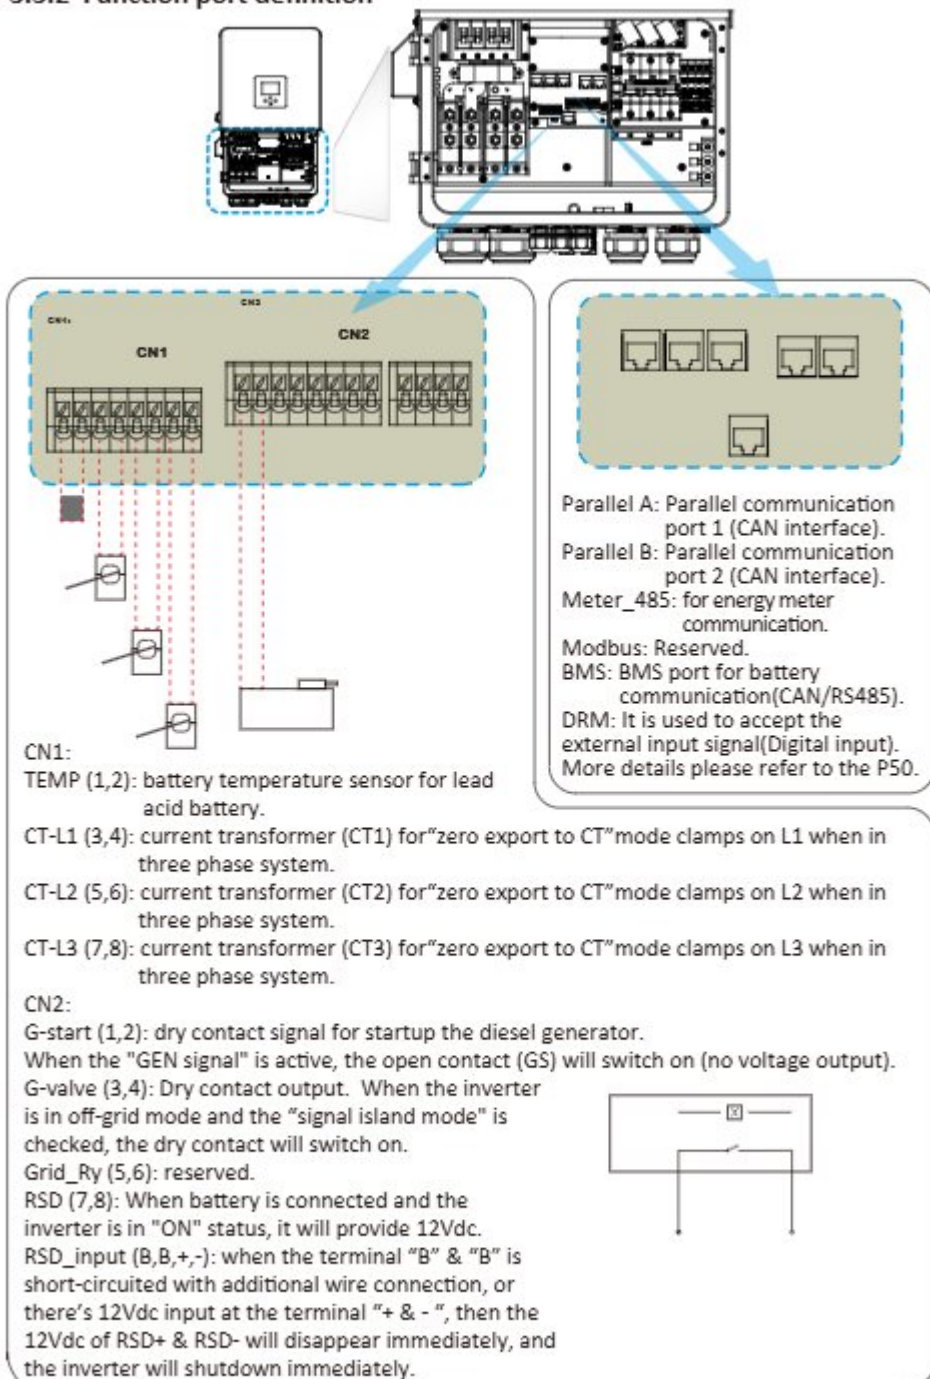 3.3.2 Function port definition
CN3
CN1
CN2
Parallel A: Parallel communication
port 1 (CAN interface).
Parallel B: Parallel communication
port 2 (CAN interface).
Meter_485: for energy meter
communication.
Modbus: Reserved.
BMS: BMS port for battery
communication(CAN/RS485).
DRM: It is used to accept the
external input signal(Digital input).
More details please refer to the P50.
CN1:
TEMP (1,2): battery temperature sensor for lead
acid battery.
CT-L1 (3,4): current transformer (CT1) for“zero export to CT”mode clamps on L1 when in
three phase system.
CT-L2 (5,6): current transformer (CT2) for“zero export to CT”mode clamps on L2 when in
three phase system.
CT-L3 (7,8): current transformer (CT3) for“zero export to CT”mode clamps on L3 when in
three phase system.
CN2:
G-start (1,2): dry contact signal for startup the diesel generator.
When the "GEN signal" is active, the open contact (GS) will switch on (no voltage output).
G-valve (3,4): Dry contact output. When the inverter
is in off-grid mode and the “signal island mode" is
checked, the dry contact will switch on.
Grid_Ry (5,6): reserved.
RSD (7,8): When battery is connected and the
inverter is in "ON" status, it will provide 12Vdc.
RSD_input (B,B,+,-): when the terminal “B” & “B” is
short-circuited with additional wire connection, or
there’s 12Vdc input at the terminal “+ & - “, then the
12Vdc of RSD+ & RSD- will disappear immediately, and
the inverter will shutdown immediately.